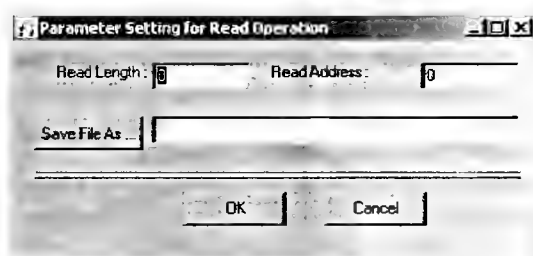 Parameter Setting for Read Operation
Read Length : 0 Read Address : 0
Save File As ...
OK Cancel